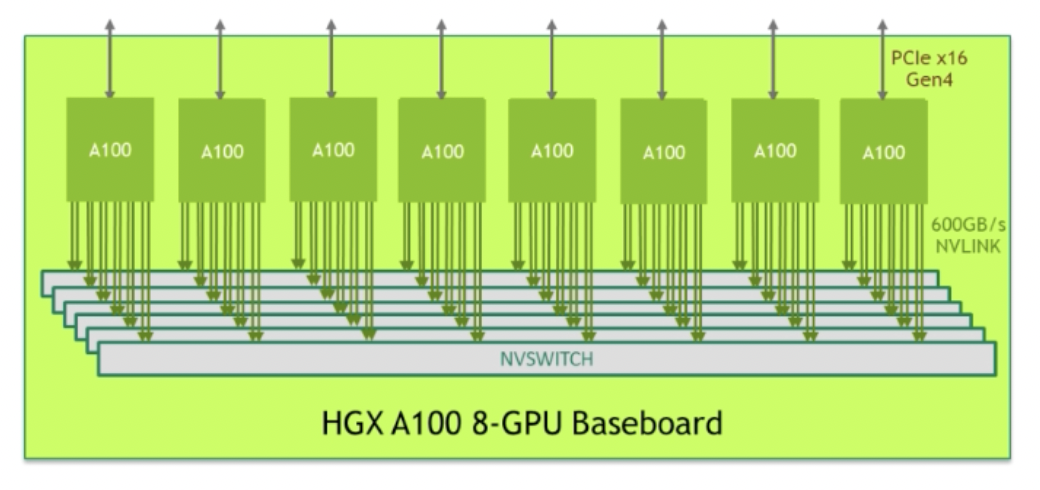 PCIe x16
Gen4
A100
A100
A100
A100
A100
A100
A100
A100
600GB/s
NVLINK
NVSWITCH
HGX A100 8-GPU Baseboard